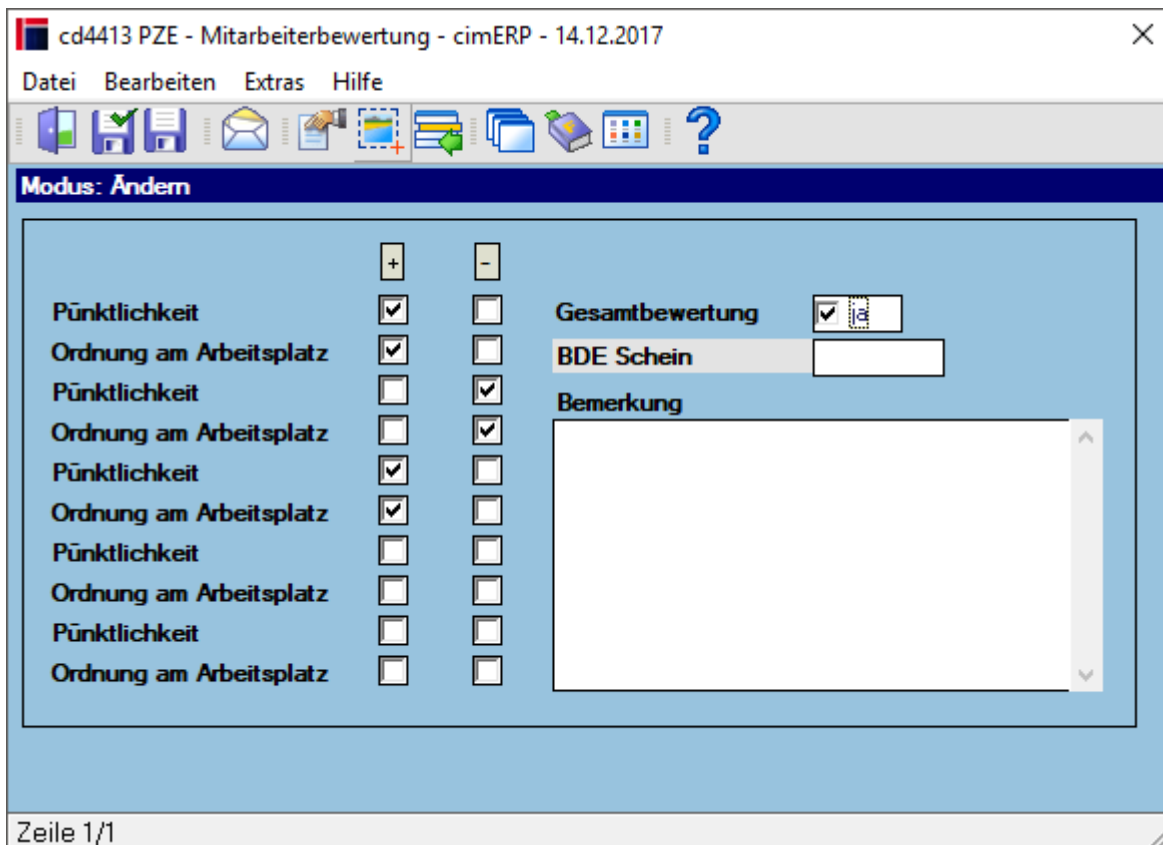 cd4413 PZE - Mitarbeiterbewertung - cimERP - 14.12.2017
Datei Bearbeiten Extras Hilfe
Modus: Ändern
+ -
Pünktlichkeit
Ordnung am Arbeitsplatz
Pünktlichkeit
Ordnung am Arbeitsplatz
Pünktlichkeit
Ordnung am Arbeitsplatz
Pünktlichkeit
Ordnung am Arbeitsplatz
Pünktlichkeit
Ordnung am Arbeitsplatz
Gesamtbewertung ja
BDE Schein
Bemerkung
Zeile 1/1